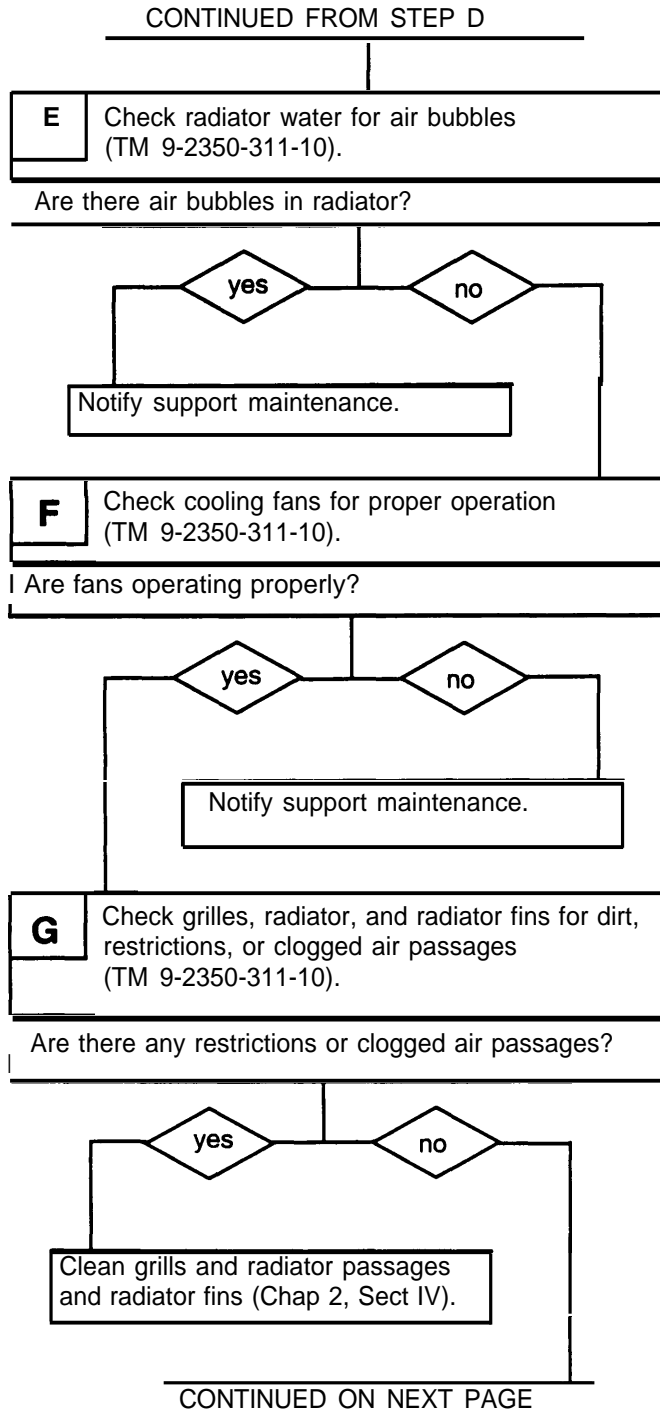 CONTINUED FROM STEP D
E
Check radiator water for air bubbles
(TM 9-2350-311-10).
Are there air bubbles in radiator?
yes
no
Notify support maintenance.
F
Check cooling fans for proper operation
(TM 9-2350-311-10).
Are fans operating properly?
yes
no
Notify support maintenance.
G
Check grilles, radiator, and radiator fins for dirt,
restrictions, or clogged air passages
(TM 9-2350-311-10).
Are there any restrictions or clogged air passages?
yes
no
Clean grills and radiator passages
and radiator fins (Chap 2, Sect IV).
CONTINUED ON NEXT PAGE